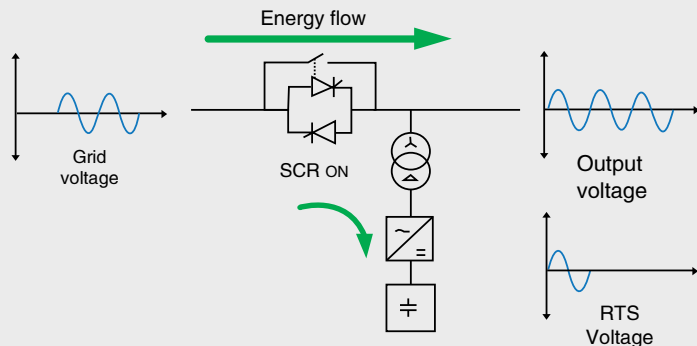 Energy flow
Grid
voltage
SCR ON
Output
voltage
RTS
Voltage